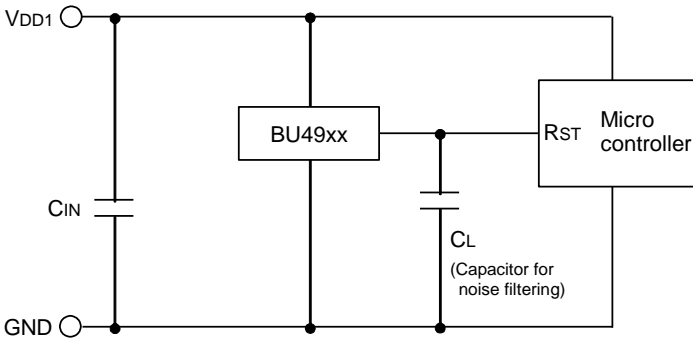 VDD1
BU49xx
RST
Micro
controller
CIN
CL
(Capacitor for
noise filtering)
GND